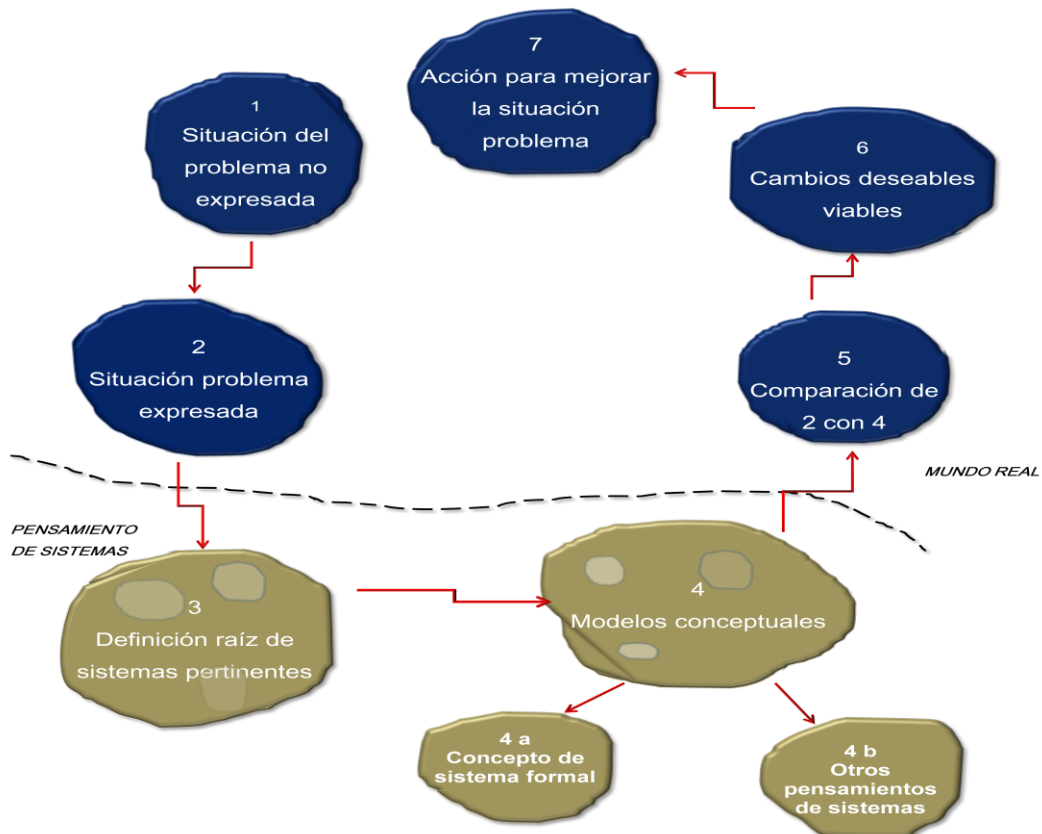 1
Situación del
problema no
expresada
2
Situación problema
expresada
PENSAMIENTO
DE SISTEMAS
3
Definición raíz de
sistemas pertinentes
4
Modelos conceptuales
4 a
Concepto de
sistema formal
4 b
Otros
pensamientos
de sistemas
MUNDO REAL
5
Comparación de
2 con 4
6
Cambios deseables
viables
7
Acción para mejorar
la situación
problema